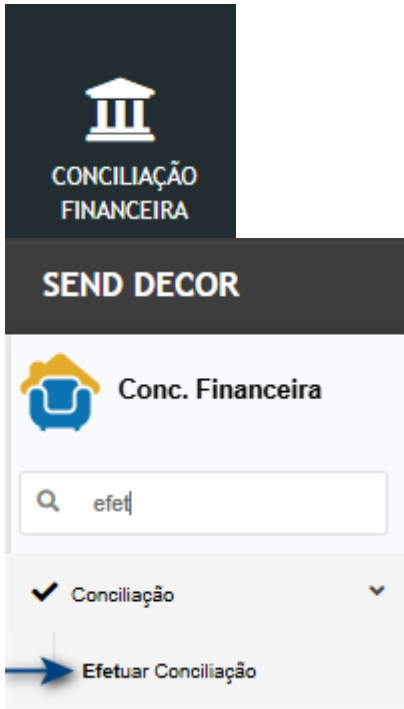 CONCILIAÇÃO
FINANCEIRA
SEND DECOR
Conc. Financeira
efet
Conciliação
Efetuar Conciliação